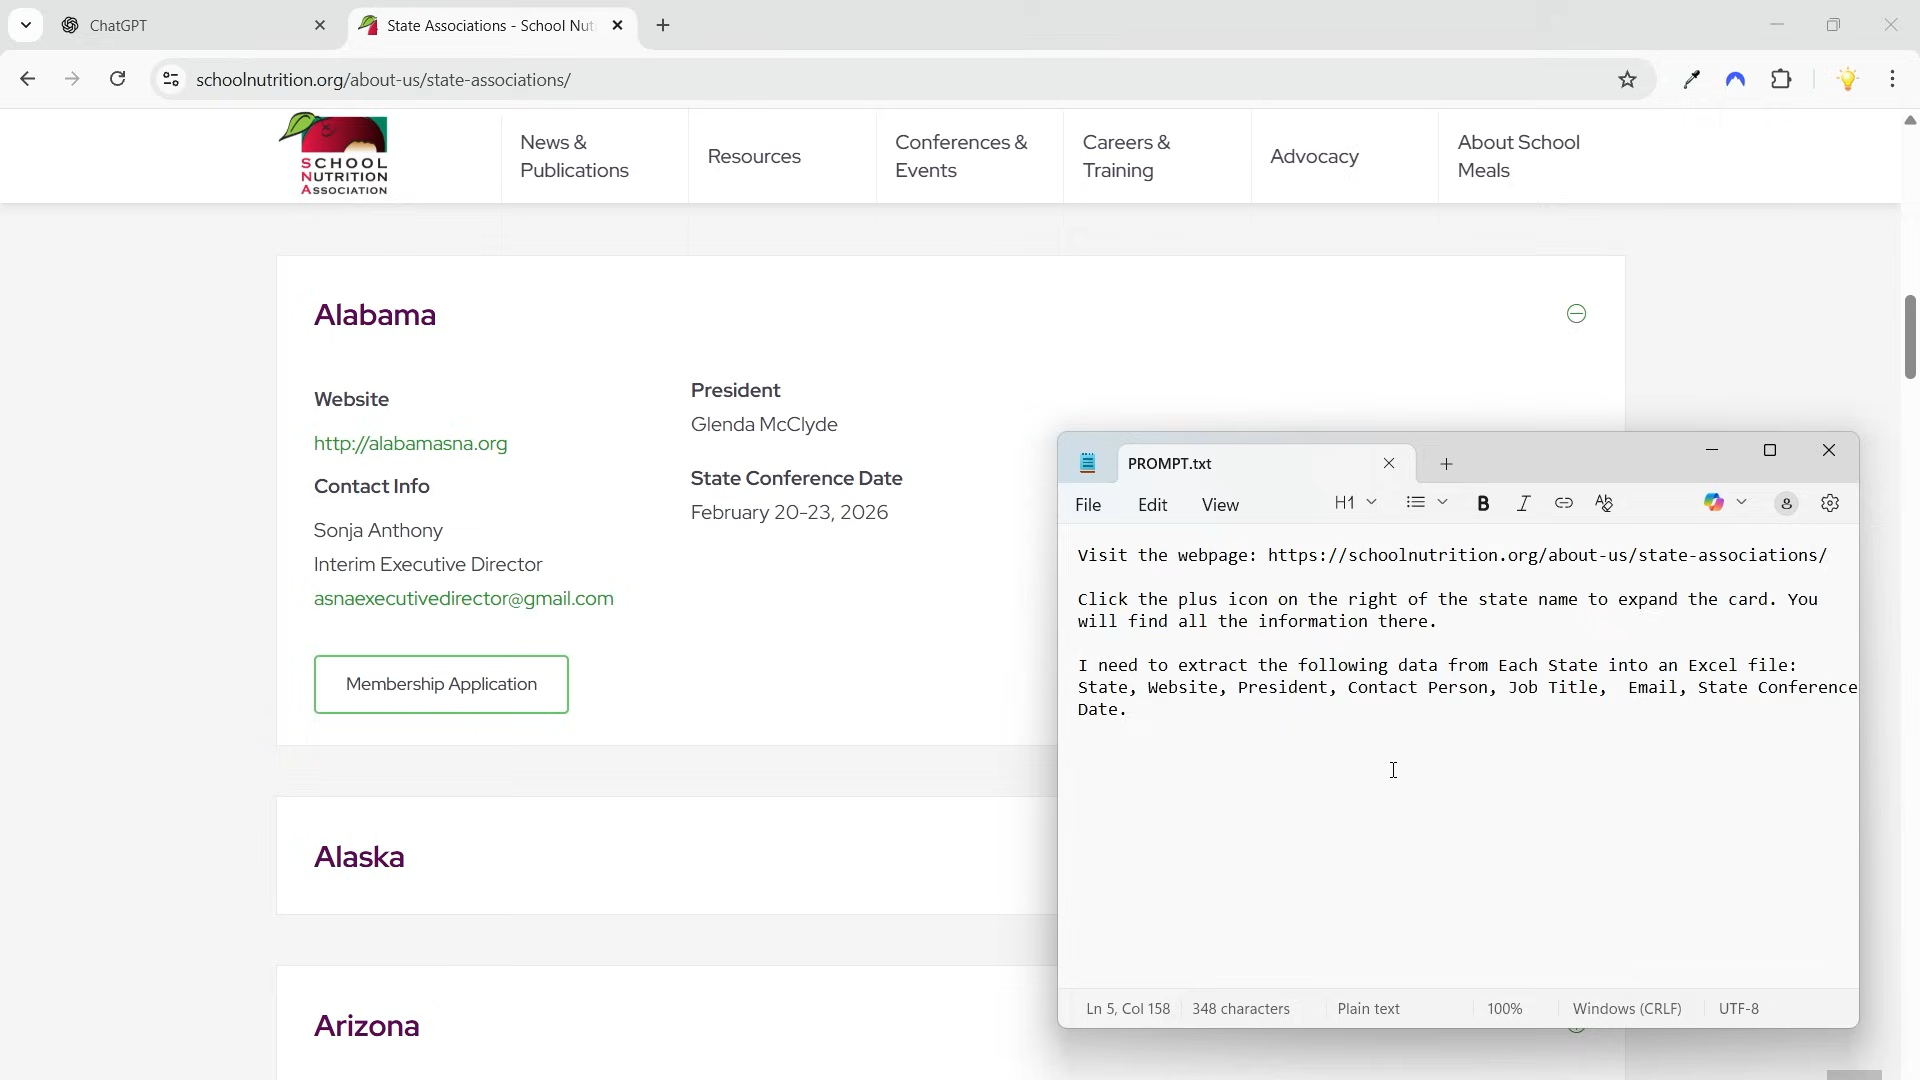 ChatGPT
State Associations - School Nut
schoolnutrition.org/about-us/state-associations/
SCHOOL
NUTRITION
ASSOCIATION
News &
Publications
Resources
Conferences &
Events
Careers &
Training
Advocacy
About School
Meals
Alabama
Website
http://alabamasna.org
Contact Info
Sonja Anthony
Interim Executive Director
asnaexecutivedirector@gmail.com
Membership Application
President
Glenda McClyde
State Conference Date
February 20-23, 2026
Alaska
Arizona
PROMPT.txt
File Edit View H1
Visit the webpage: https://schoolnutrition.org/about-us/state-associations/
Click the plus icon on the right of the state name to expand the card. You
will find all the information there.
I need to extract the following data from Each State into an Excel file:
State, Website, President, Contact Person, Job Title,  Email, State Conference
Date.
Ln 5, Col 158 348 characters Plain text 100% Windows (CRLF) UTF-8